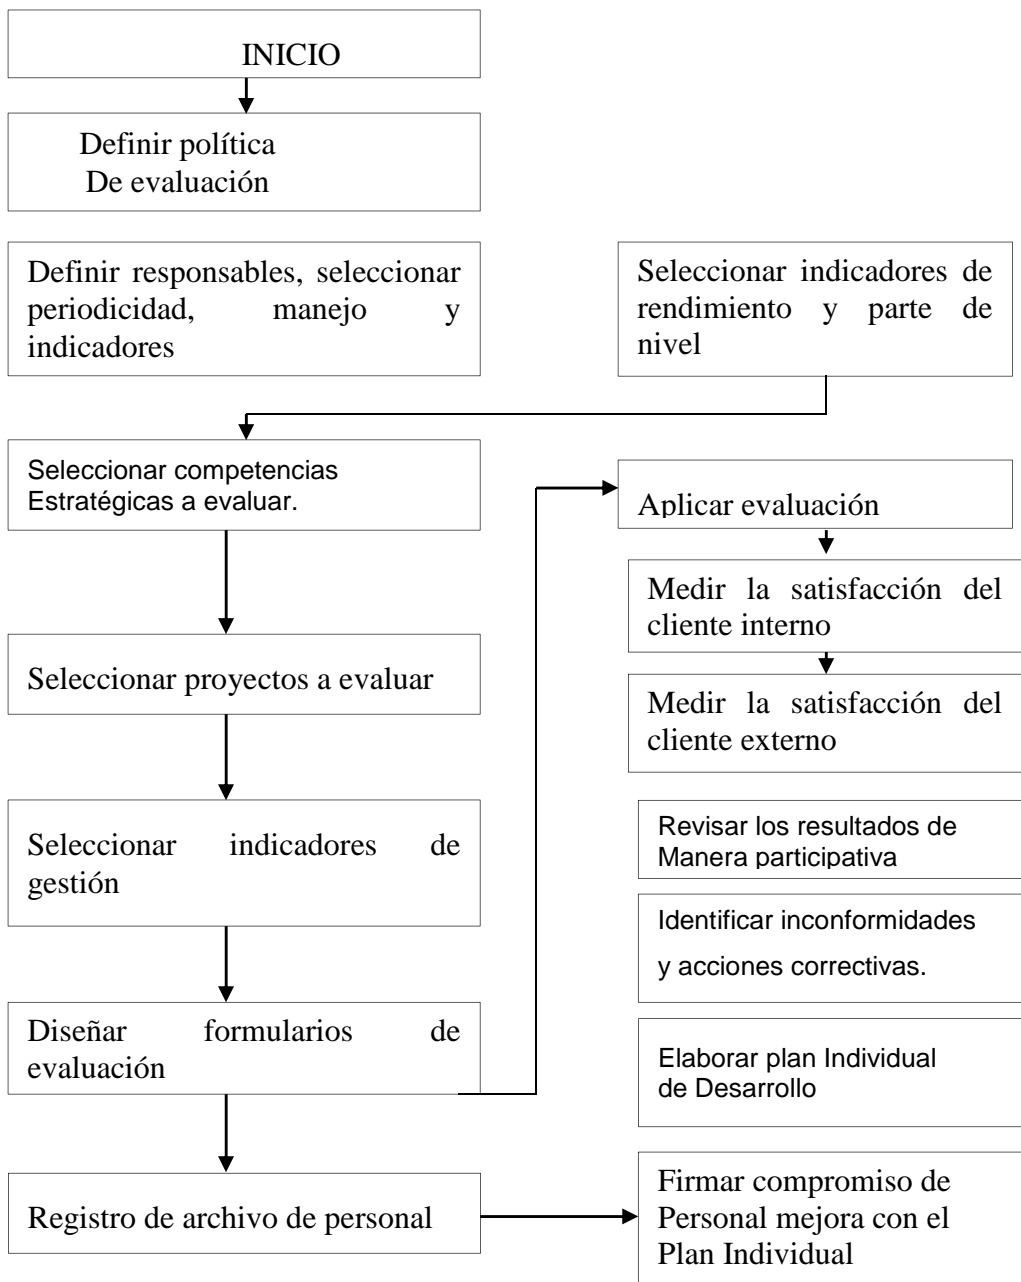 INICIO
Definir política
De evaluación
Definir responsables, seleccionar
periodicidad, manejo y
indicadores
Seleccionar indicadores de
rendimiento y parte de
nivel
Seleccionar competencias
Estratégicas a evaluar.
Seleccionar proyectos a evaluar
Seleccionar indicadores de
gestión
Diseñar formularios de
evaluación
Registro de archivo de personal
Aplicar evaluación
Medir la satisfacción del
cliente interno
Medir la satisfacción del
cliente externo
Revisar los resultados de
Manera participativa
Identificar inconformidades
y acciones correctivas.
Elaborar plan Individual
de Desarrollo
Firmar compromiso de
Personal mejora con el
Plan Individual